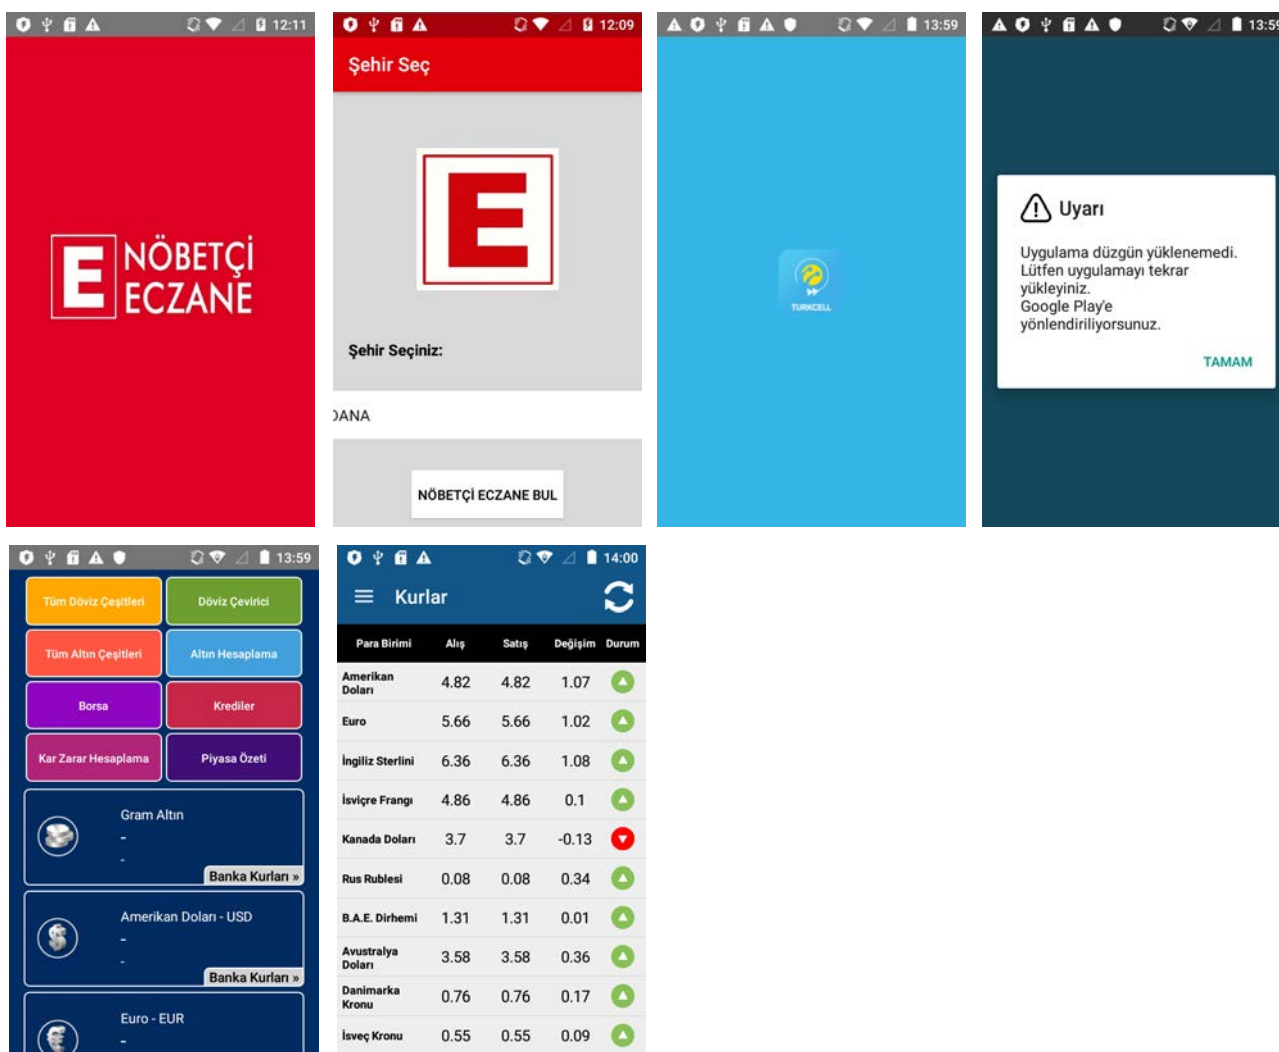 12:11
NÖBETÇİ
ECZANE
12:09
Şehir Seç
E
Şehir Seçiniz:
DANA
NÖBETÇİ ECZANE BUL
13:59
TURKCELL
13:59
Uyarı
Uygulama düzgün yüklenemedi.
Lütfen uygulamayı tekrar
yükleyiniz.
Google Play'e
yönlendiriliyorsunuz.
TAMAM
13:59
Tüm Döviz Çeşitleri Döviz Çevirici
Tüm Altın Çeşitleri Altın Hesaplama
Borsa Krediler
Kar Zarar Hesaplama Piyasa Özeti
Gram Altın
-
-
Banka Kurları »
Amerikan Doları - USD
-
-
Banka Kurları »
Euro - EUR
-
14:00
Kurlar
Para Birimi Alış Satış Değişim Durum
Amerikan
Doları 4.82 4.82 1.07
Euro 5.66 5.66 1.02
İngiliz Sterlini 6.36 6.36 1.08
İsviçre Frangı 4.86 4.86 0.1
Kanada Doları 3.7 3.7 -0.13
Rus Rublesi 0.08 0.08 0.34
B.A.E. Dirhemi 1.31 1.31 0.01
Avustralya
Doları 3.58 3.58 0.36
Danimarka
Kronu 0.76 0.76 0.17
İsveç Kronu 0.55 0.55 0.09